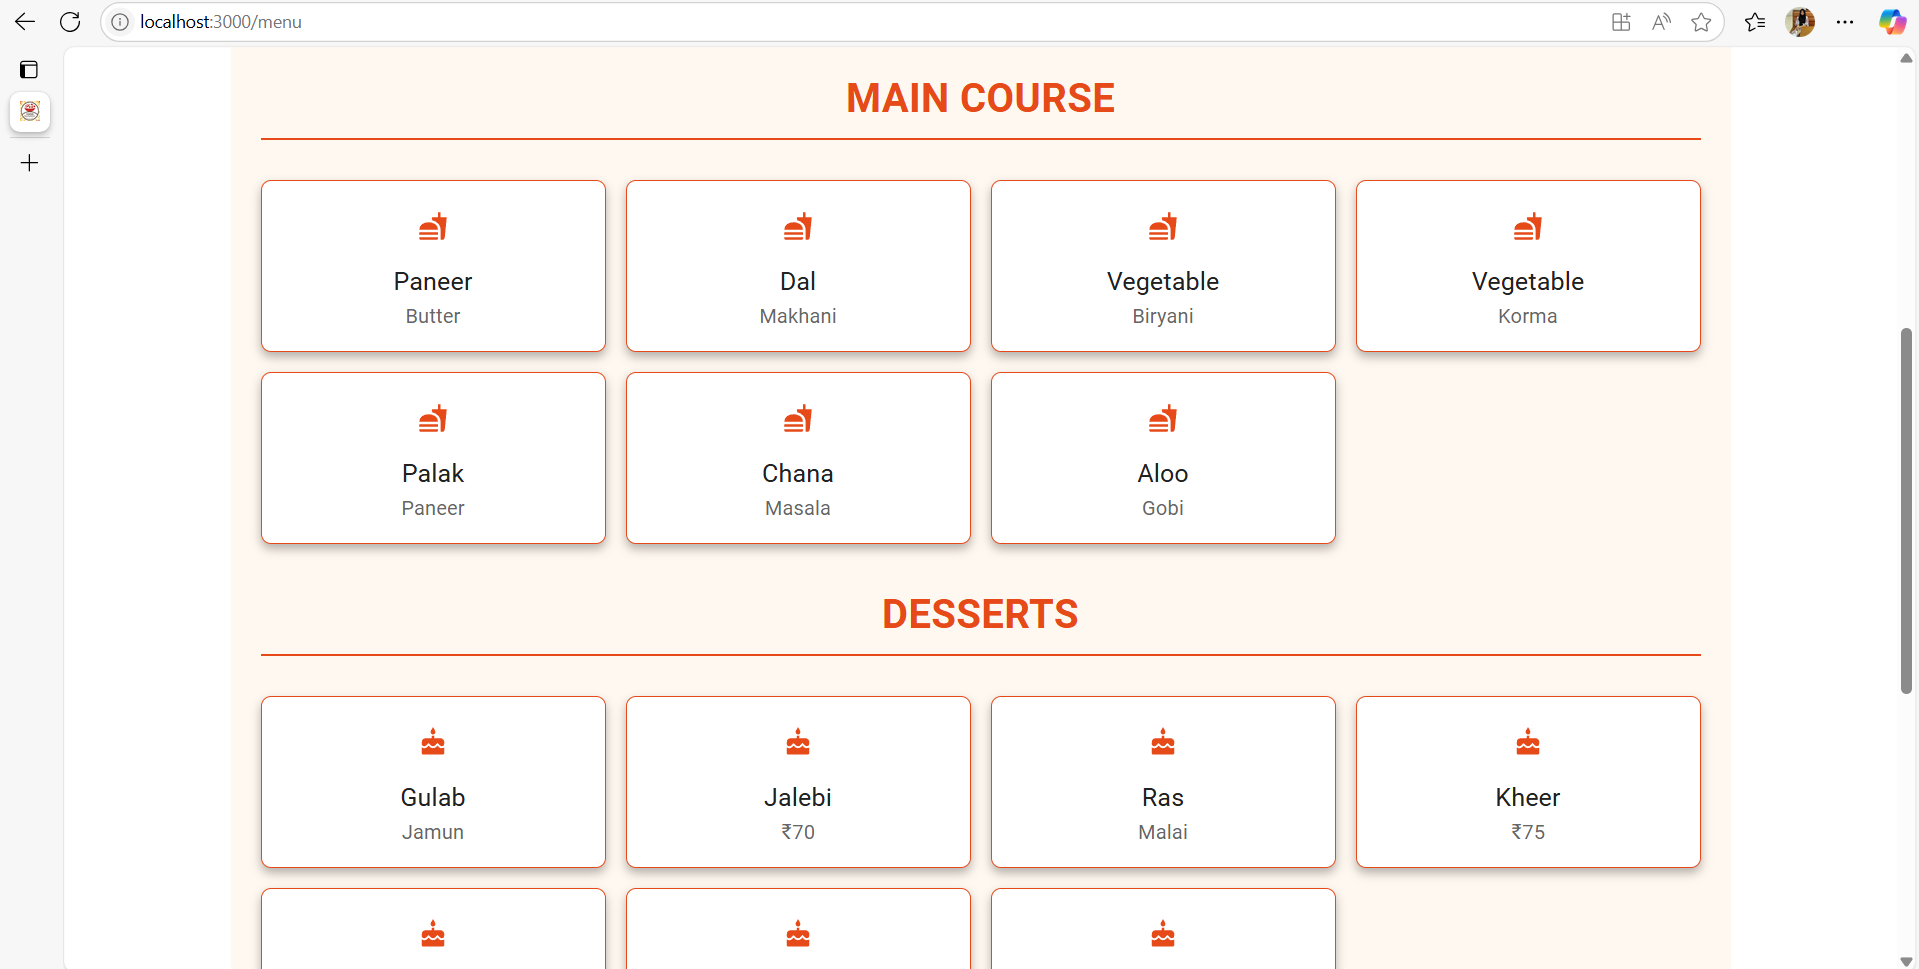 localhost:3000/menu
MAIN COURSE
Paneer
Butter
Dal
Makhani
Vegetable
Biryani
Vegetable
Korma
Palak
Paneer
Chana
Masala
Aloo
Gobi
DESSERTS
Gulab
Jamun
Jalebi
₹70
Ras
Malai
Kheer
₹75